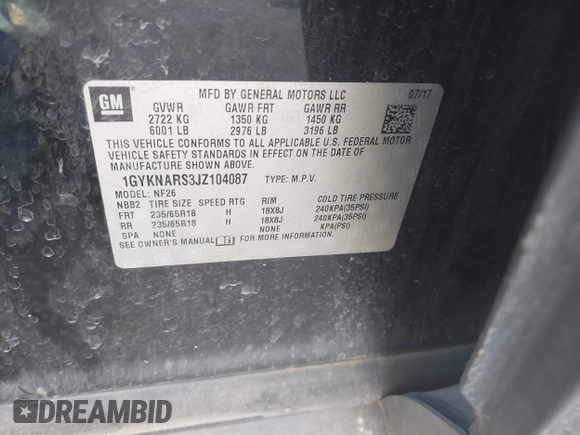 GM
MFD BY GENERAL MOTORS LLC 07/17
GVWR GAWR FRT GAWR RR
2722 KG 1350 KG 1450 KG
6001 LB 2976 LB 3196 LB
THIS VEHICLE CONFORMS TO ALL APPLICABLE U.S. FEDERAL MOTOR
VEHICLE SAFETY STANDARDS IN EFFECT ON THE DATE OF
MANUFACTURE SHOWN ABOVE.
1GYKNARS3JZ104087 TYPE: M.P.V.
MODEL: NF26
NBB2 TIRE SIZE SPEED RTG RIM COLD TIRE PRESSURE
FRT 235/65R18 H 18X8J 240KPA(35PSI)
RR 235/65R18 H 18X8J 240KPA(35PSI)
SPA NONE NONE KPA(PSI)
SEE OWNER'S MANUAL FOR MORE INFORMATION.
DREAMBID